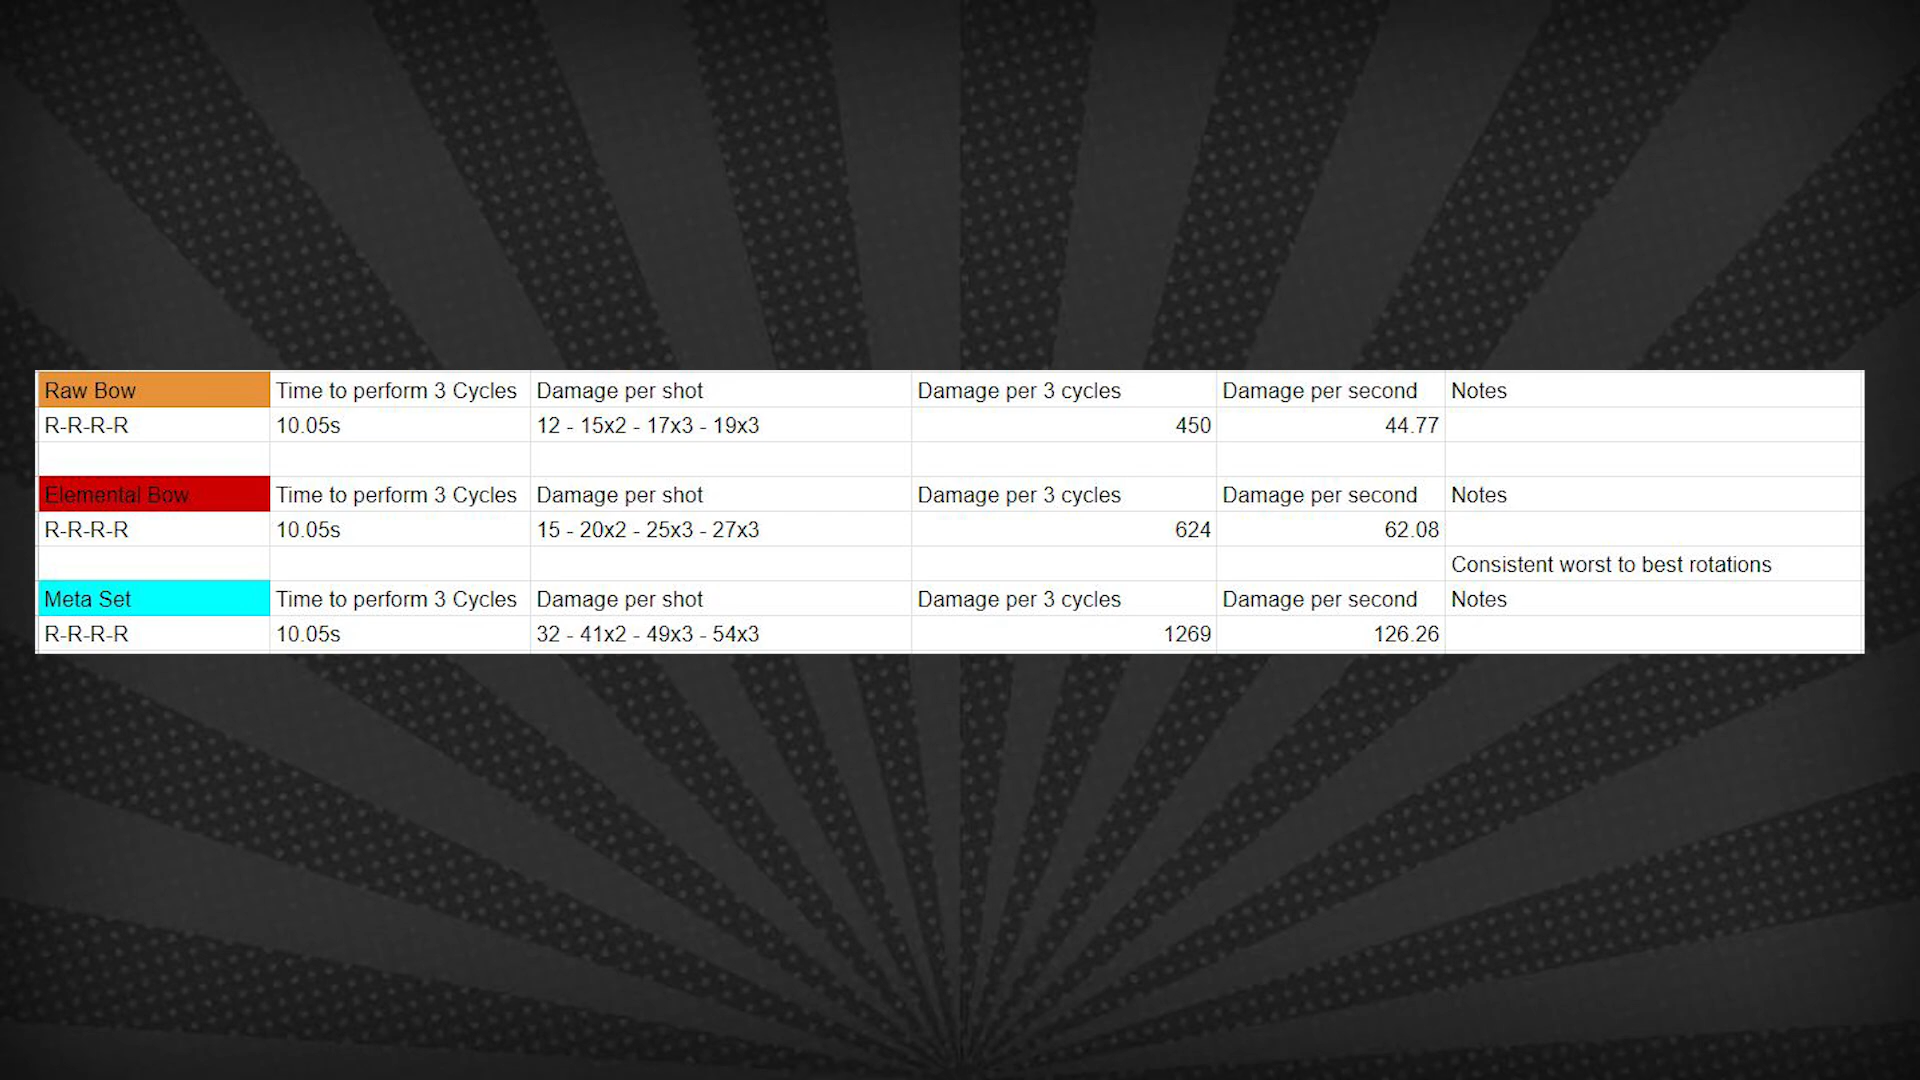 Raw Bow Time to perform 3 Cycles Damage per shot Damage per 3 cycles Damage per second Notes
R-R-R-R 10.05s 12 - 15x2 - 17x3 - 19x3 450 44.77
Elemental Bow Time to perform 3 Cycles Damage per shot Damage per 3 cycles Damage per second Notes
R-R-R-R 10.05s 15 - 20x2 - 25x3 - 27x3 624 62.08
Consistent worst to best rotations
Meta Set Time to perform 3 Cycles Damage per shot Damage per 3 cycles Damage per second Notes
R-R-R-R 10.05s 32 - 41x2 - 49x3 - 54x3 1269 126.26